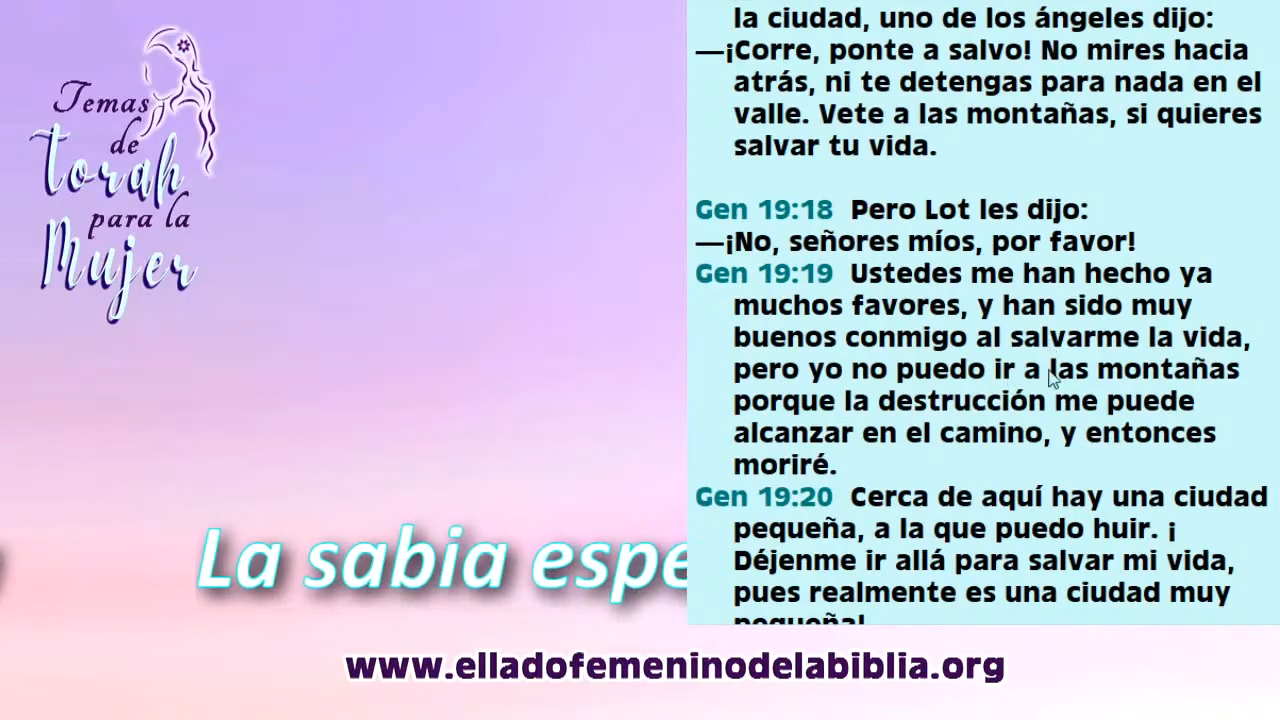 Temas
de
torah
para la
Mujer
la ciudad, uno de los ángeles dijo:
—¡Corre, ponte a salvo! No mires hacia
atrás, ni te detengas para nada en el
valle. Vete a las montañas, si quieres
salvar tu vida.
Gen 19:18 Pero Lot les dijo:
—¡No, señores míos, por favor!
Gen 19:19 Ustedes me han hecho ya
muchos favores, y han sido muy
buenos conmigo al salvarme la vida,
pero yo no puedo ir a las montañas
porque la destrucción me puede
alcanzar en el camino, y entonces
moriré.
Gen 19:20 Cerca de aquí hay una ciudad
pequeña, a la que puedo huir. ¡
Déjenme ir allá para salvar mi vida,
pues realmente es una ciudad muy
pequeña!
La sabia espe
www.elladofemeninodelabiblia.org